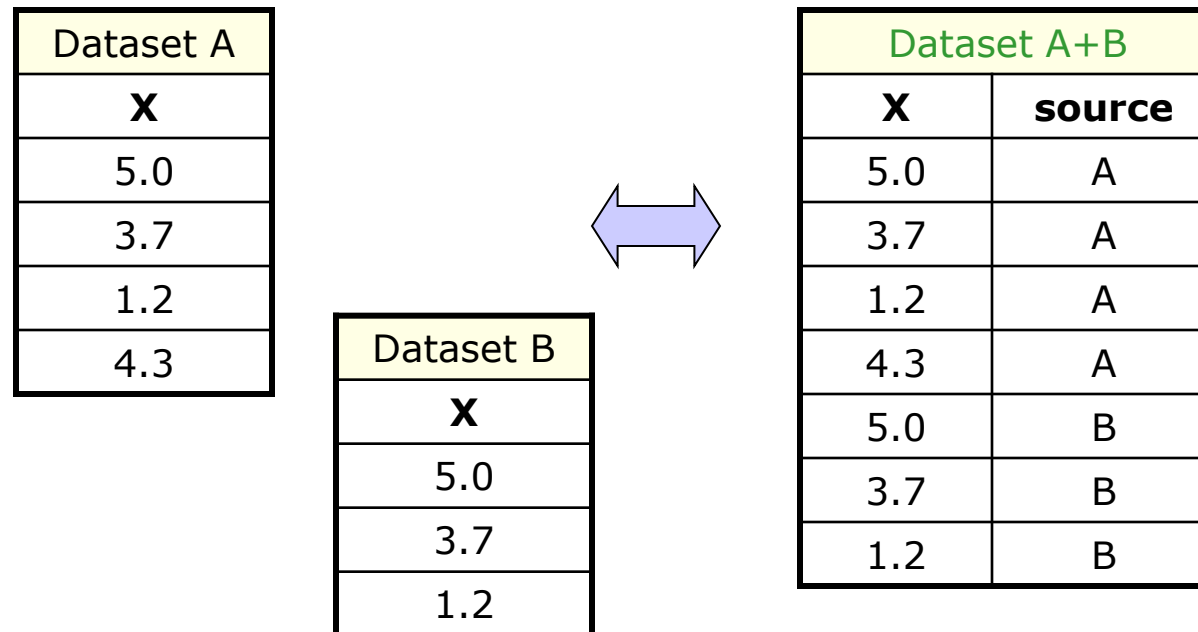 Dataset A
X
5.0
3.7
1.2
4.3
Dataset B
X
5.0
3.7
1.2
Dataset A+B
X source
5.0 A
3.7 A
1.2 A
4.3 A
5.0 B
3.7 B
1.2 B